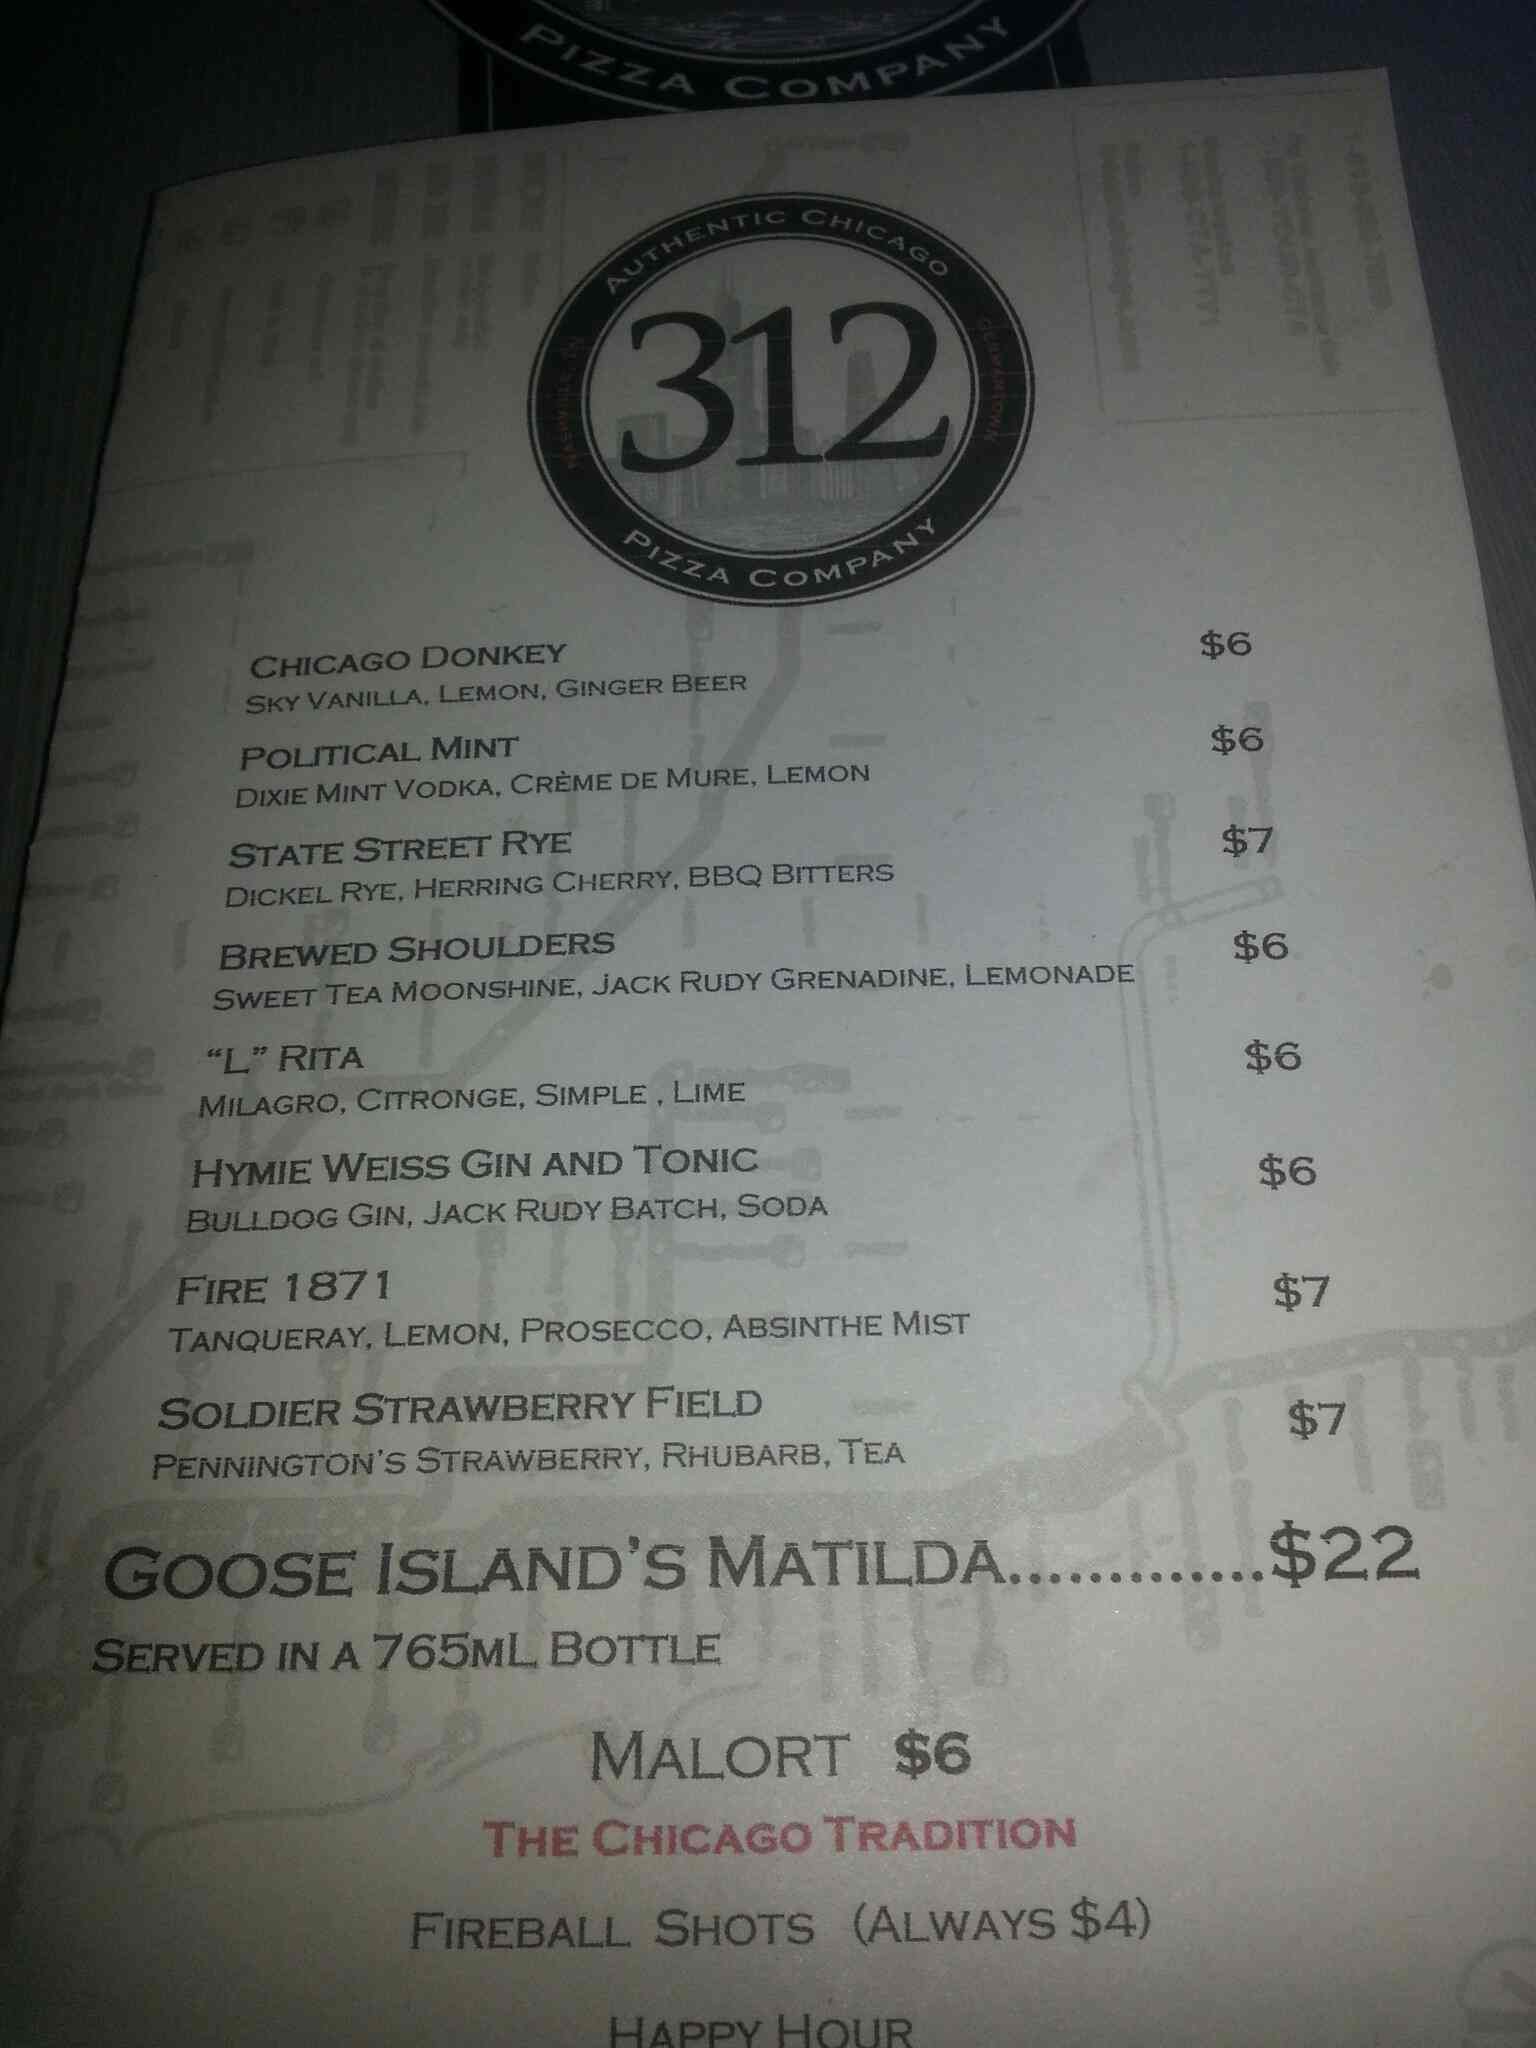 PIZZA COMPANY
AUTHENTIC CHICAGO
NASHVILLE, TN
312
GERMANTOWN
PIZZA COMPANY
CHICAGO DONKEY $6
SKY VANILLA, LEMON, GINGER BEER
POLITICAL MINT $6
DIXIE MINT VODKA, CRÈME DE MURE, LEMON
STATE STREET RYE $7
DICKEL RYE, HERRING CHERRY, BBQ BITTERS
BREWED SHOULDERS $6
SWEET TEA MOONSHINE, JACK RUDY GRENADINE, LEMONADE
"L" RITA $6
MILAGRO, CITRONGE, SIMPLE , LIME
HYMIE WEISS GIN AND TONIC $6
BULLDOG GIN, JACK RUDY BATCH, SODA
FIRE 1871 $7
TANQUERAY, LEMON, PROSECCO, ABSINTHE MIST
SOLDIER STRAWBERRY FIELD $7
PENNINGTON'S STRAWBERRY, RHUBARB, TEA
GOOSE ISLAND'S MATILDA.............$22
SERVED IN A 765ML BOTTLE
MALORT $6
THE CHICAGO TRADITION
FIREBALL SHOTS (ALWAYS $4)
HAPPY HOUR